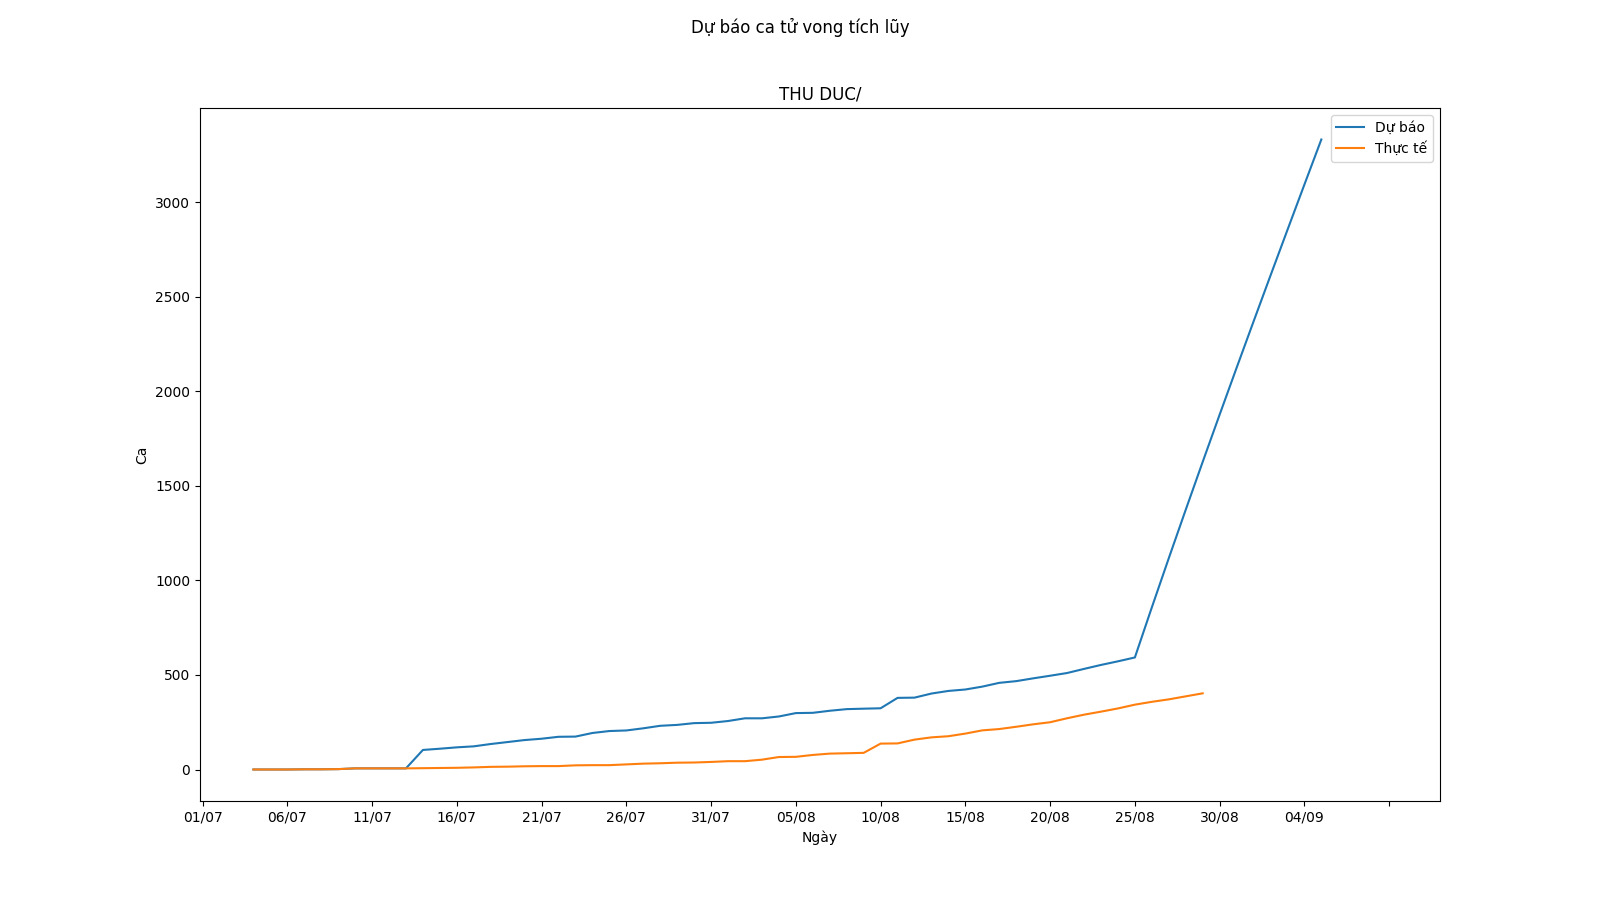 Dự báo ca tử vong tích lũy
THU DUC/
Dự báo
Thực tế
3000
2500
2000
1500
1000
500
0
Ca
01/07 06/07 11/07 16/07 21/07 26/07 31/07 05/08 10/08 15/08 20/08 25/08 30/08 04/09
Ngày